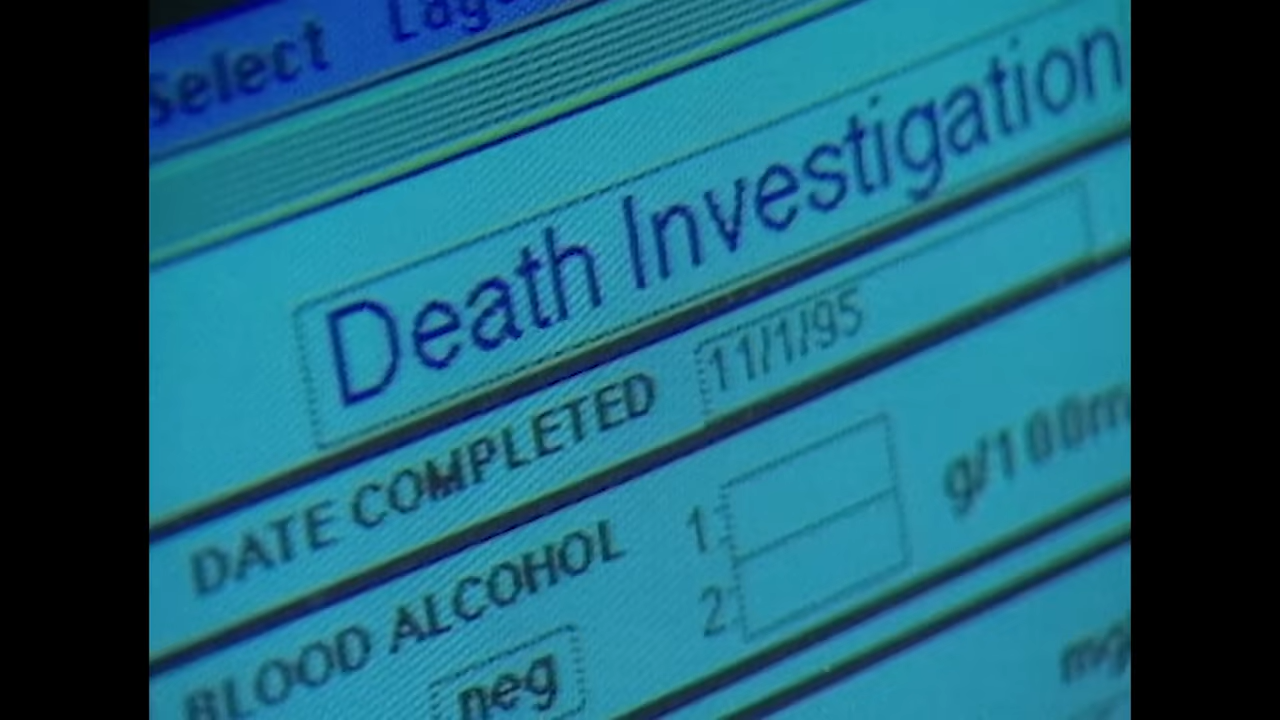 Select
Death Investigation
DATE COMPLETED 11/1/95
BLOOD ALCOHOL 1: g/100m
2:
neg